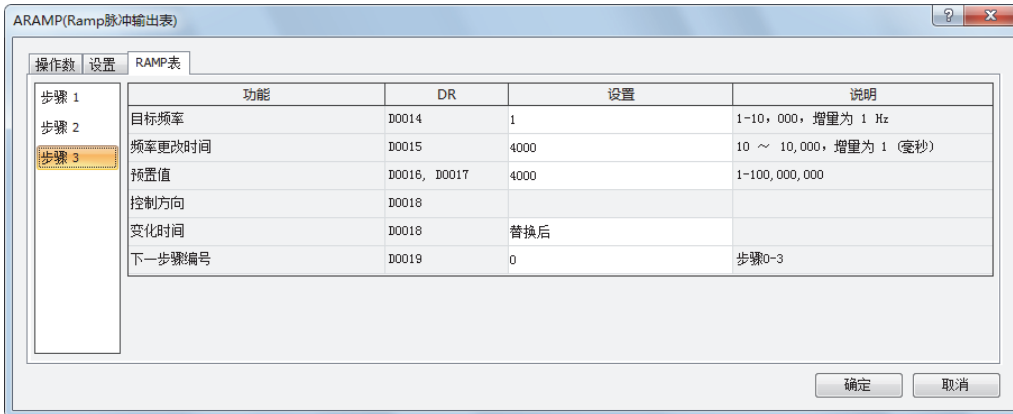 ARAMP(Ramp脉冲输出表)
操作数 设置 RAMP表
步骤 1
步骤 2
步骤 3
功能 DR 设置 说明
目标频率 D0014 1 1-10，000，增量为 1 Hz
频率更改时间 D0015 4000 10 ～ 10,000，增量为 1 (毫秒)
预置值 D0016, D0017 4000 1-100,000,000
控制方向 D0018
变化时间 D0018 替换后
下一步骤编号 D0019 0 步骤0-3
确定 取消